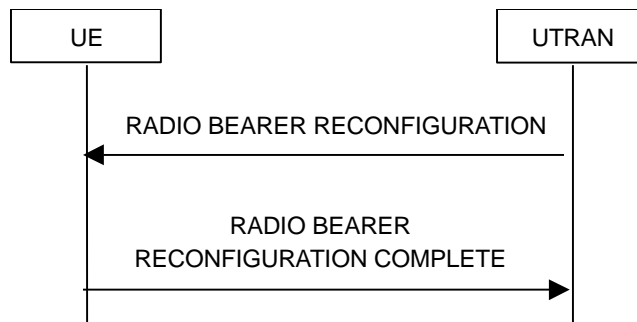 UE
UTRAN
RADIO BEARER RECONFIGURATION
RADIO BEARER
RECONFIGURATION COMPLETE